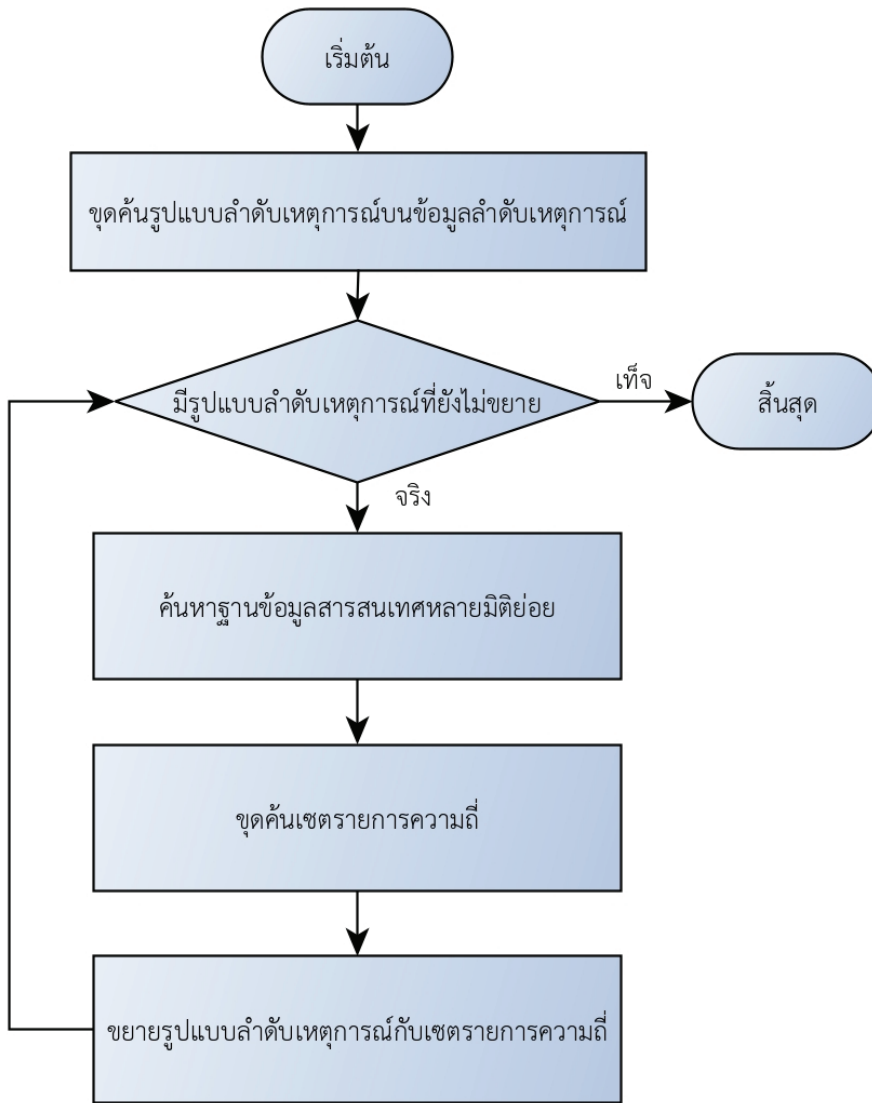 เริ่มต้น
ขุดค้นรูปแบบลำดับเหตุการณ์บนข้อมูลลำดับเหตุการณ์
มีรูปแบบลำดับเหตุการณ์ที่ยังไม่ขยาย
เท็จ
สิ้นสุด
จริง
ค้นหาฐานข้อมูลสารสนเทศหลายมิติย่อย
ขุดค้นเซตรายการความถี่
ขยายรูปแบบลำดับเหตุการณ์กับเซตรายการความถี่